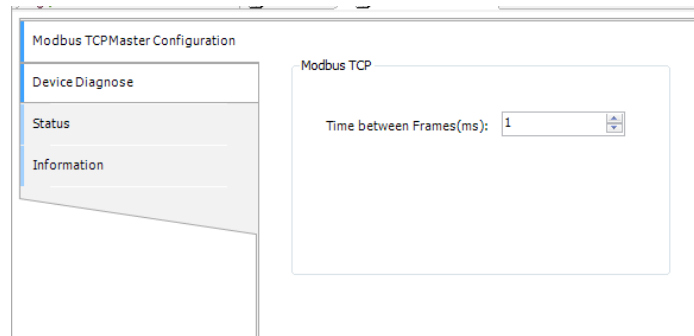 Modbus TCPMaster Configuration
Device Diagnose
Status
Information
Modbus TCP
Time between Frames(ms): 1